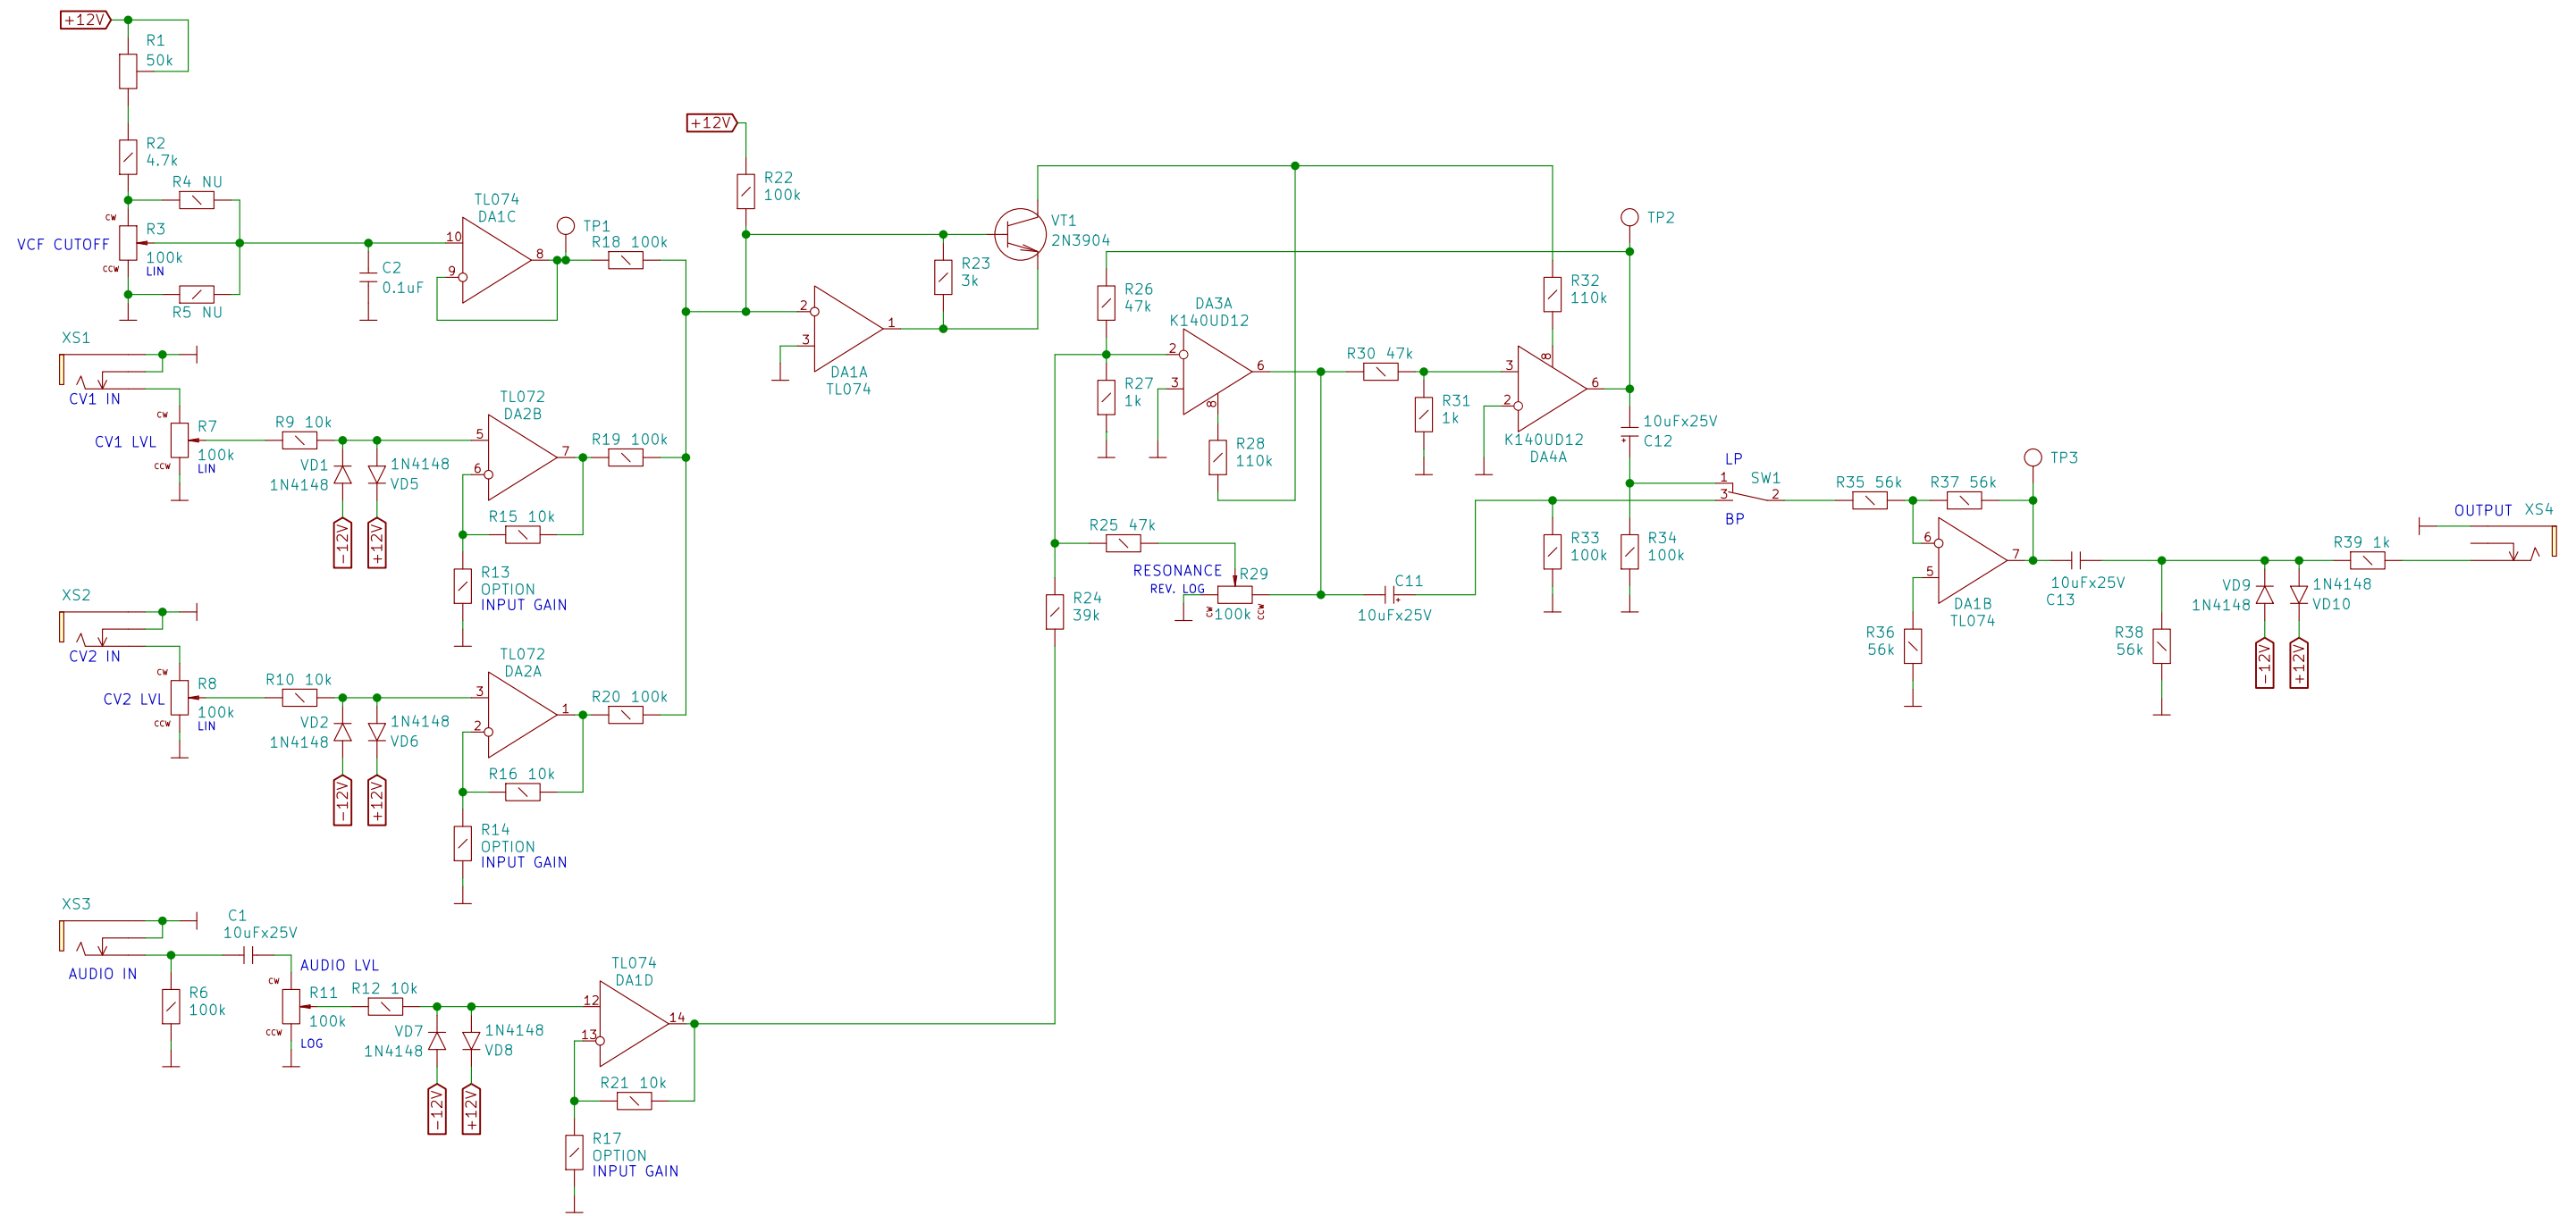 +12V
R1
50k
R2
4.7k
R4 NU
CW
R3
VCF CUTOFF
100k
CCW
LIN
R5 NU
C2
0.1uF
TL074
DA1C
10
9
8
TP1
R18 100k
XS1
CV1 IN
CW
R7
CV1 LVL
100k
CCW
LIN
R9 10k
VD1
1N4148
1N4148
VD5
-12V
+12V
TL072
DA2B
5
6
7
R19 100k
R15 10k
R13
OPTION
INPUT GAIN
XS2
CV2 IN
CW
R8
CV2 LVL
100k
CCW
LIN
R10 10k
VD2
1N4148
1N4148
VD6
-12V
+12V
TL072
DA2A
3
2
1
R20 100k
R16 10k
R14
OPTION
INPUT GAIN
XS3
AUDIO IN
C1
10uFx25V
R6
100k
AUDIO LVL
CW
R11
100k
CCW
LOG
R12 10k
VD7
1N4148
1N4148
VD8
-12V
+12V
TL074
DA1D
12
13
14
R21 10k
R17
OPTION
INPUT GAIN
+12V
R22
100k
2
3
1
DA1A
TL074
R23
3k
VT1
2N3904
R26
47k
R27
1k
DA3A
K140UD12
2
3
6
8
R28
110k
R25 47k
RESONANCE
REV. LOG
R29
CW
100k
CCW
R24
39k
R30 47k
R31
1k
C11
10uFx25V
R32
110k
8
3
2
6
K140UD12
DA4A
TP2
10uFx25V
C12
R33
100k
R34
100k
LP
1
3
2
SW1
BP
R35 56k
R37 56k
TP3
6
5
7
DA1B
TL074
R36
56k
10uFx25V
C13
R38
56k
VD9
1N4148
1N4148
VD10
-12V
+12V
R39 1k
OUTPUT
XS4